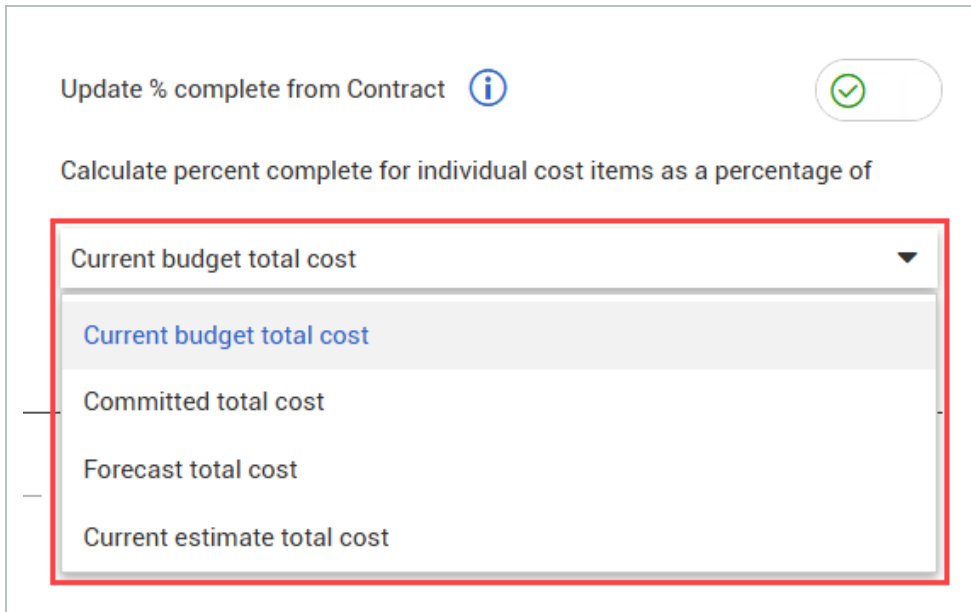 Update % complete from Contract
Calculate percent complete for individual cost items as a percentage of
Current budget total cost
Current budget total cost
Committed total cost
Forecast total cost
Current estimate total cost